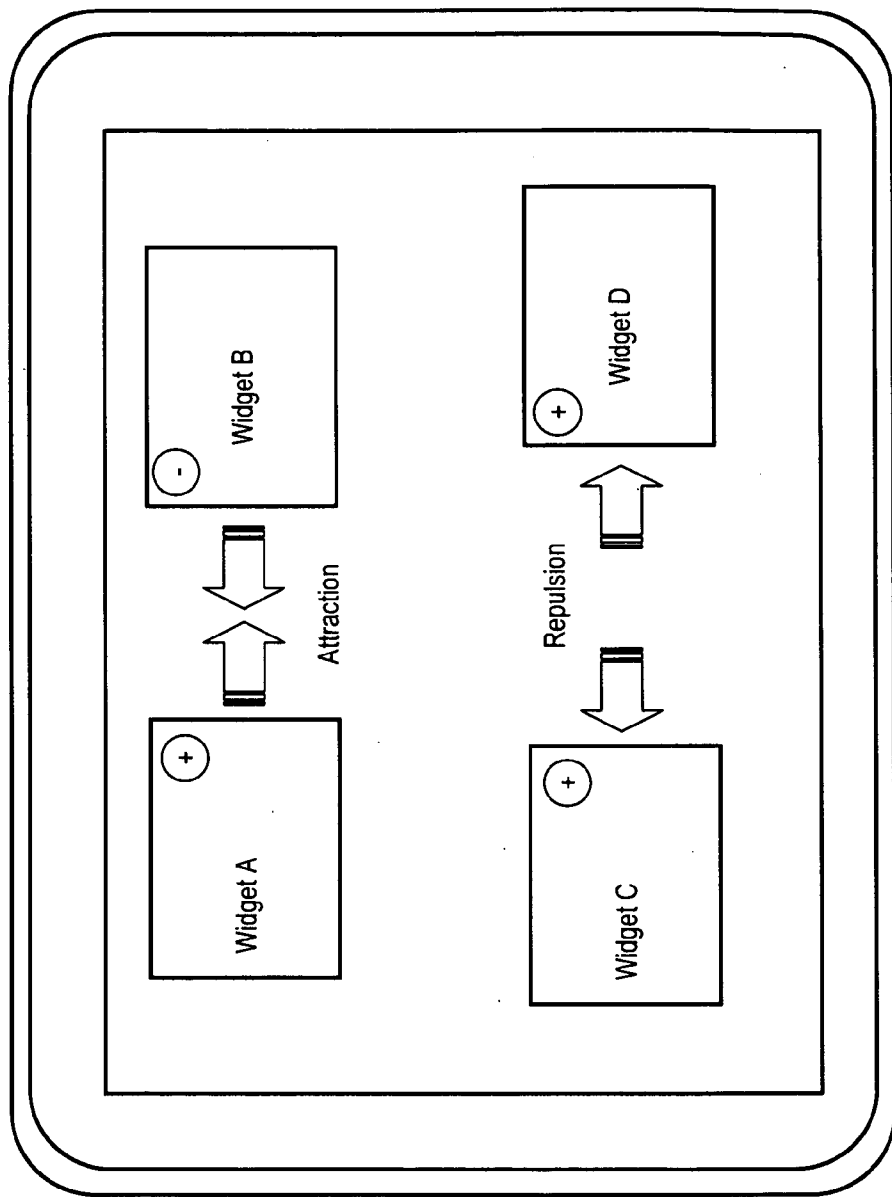 +
-
Widget A
Widget B
Attraction
Repulsion
+
+
Widget C
Widget D